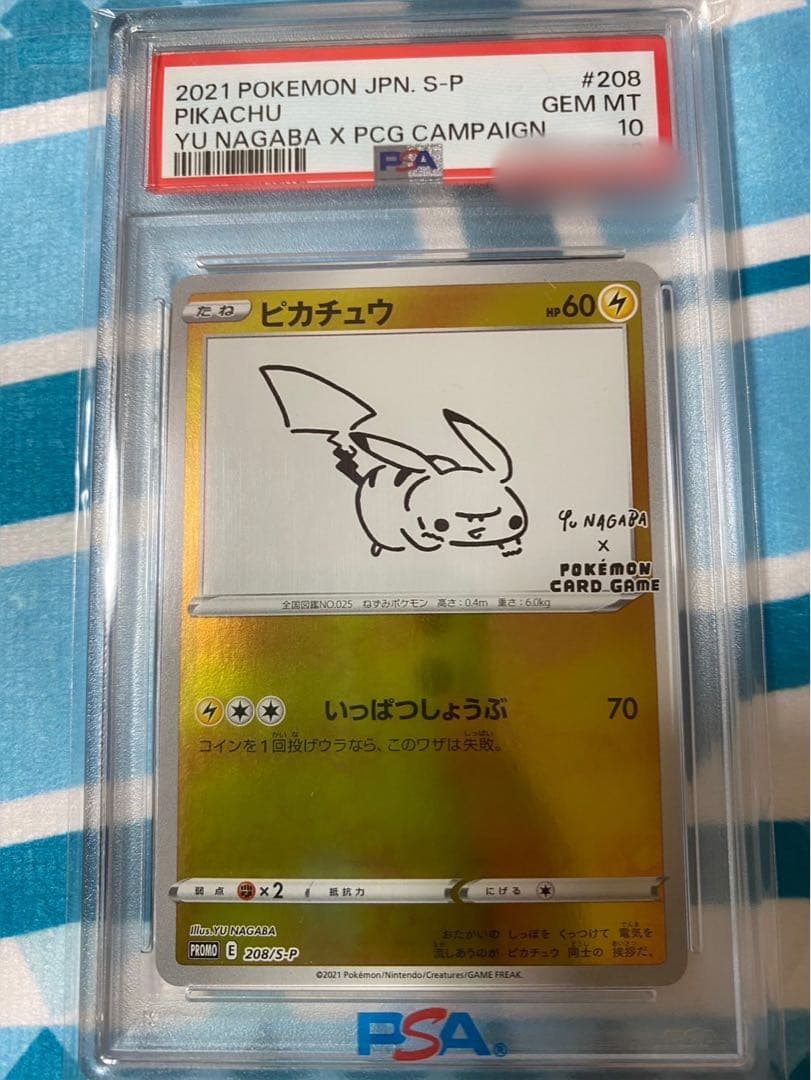 2021 POKEMON JPN. S-P #208
PIKACHU GEM MT
YU NAGABA X PCG CAMPAIGN 10
PSA
たね ピカチュウ HP60
YU NAGABA
X
POKÉMON
CARD GAME
全国図鑑NO.025 ねずみポケモン 高さ:0.4m 重さ:6.0kg
いっぱつしょうぶ 70
コインを1回投げウラなら、このワザは失敗。
弱点 ×2 抵抗力 にげる
Illus.YU NAGABA
PROMO E 208/S-P
おたがいの しっぽを くっつけて 電気を
流しあうのが ピカチュウ 同士の 挨拶だ。
©2021 Pokémon/Nintendo/Creatures/GAME FREAK.
PSA®